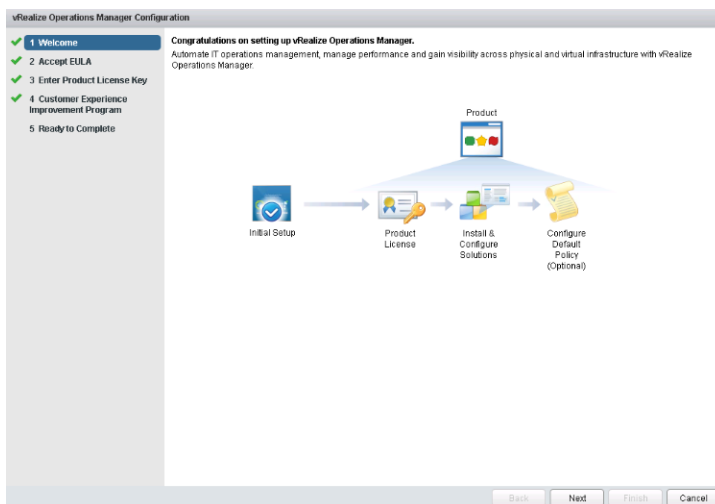 vRealize Operations Manager Configuration
1 Welcome
2 Accept EULA
3 Enter Product License Key
4 Customer Experience
Improvement Program
5 Ready to Complete
Congratulations on setting up vRealize Operations Manager.
Automate IT operations management, manage performance and gain visibility across physical and virtual infrastructure with vRealize
Operations Manager.
Product
Initial Setup
Product
License
Install &
Configure
Solutions
Configure
Default
Policy
(Optional)
Back
Next
Finish
Cancel